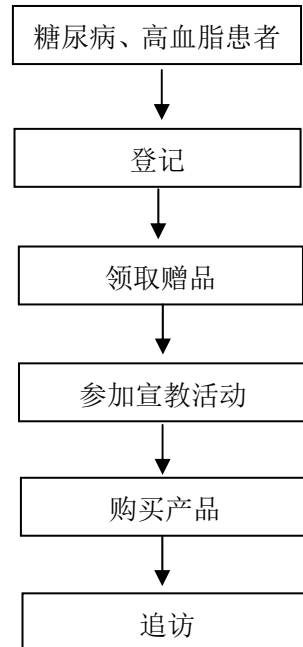 糖尿病、高血脂患者
登记
领取赠品
参加宣教活动
购买产品
追访